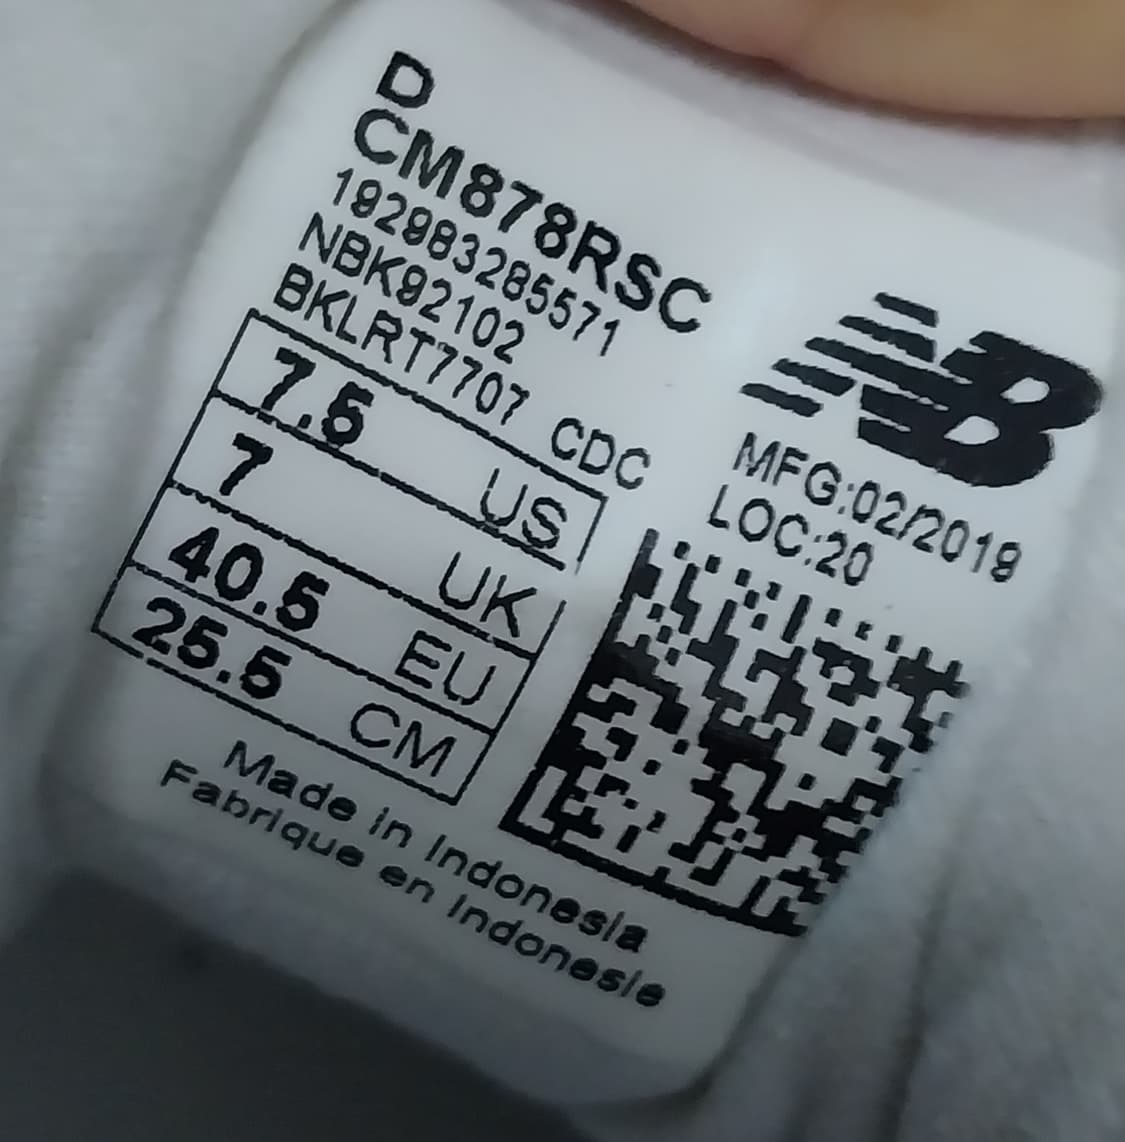 D
CM878RSC
192983285571
NBK92102
BKLRT7707 CDC
7.5 US
7 UK
40.5 EU
25.5 CM
Made in Indonesia
Fabrique en Indonesie
NB
MFG:02/2019
LOC:20